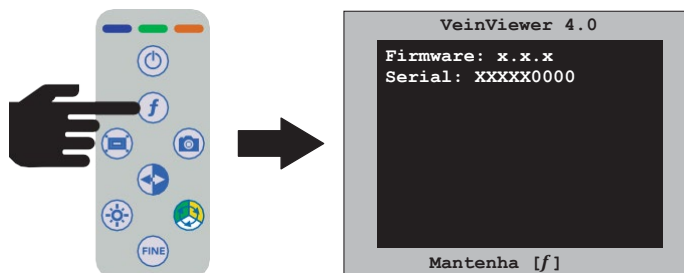 f
FINE
VeinViewer 4.0
Firmware: x.x.x
Serial: XXXXX0000
Mantenha [f]